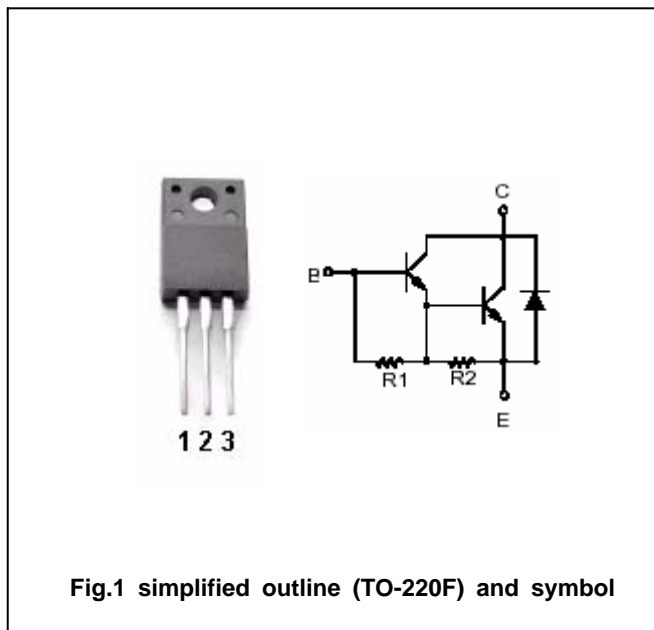 C
B
R1 R2
E
1 2 3
Fig.1 simplified outline (TO-220F) and symbol